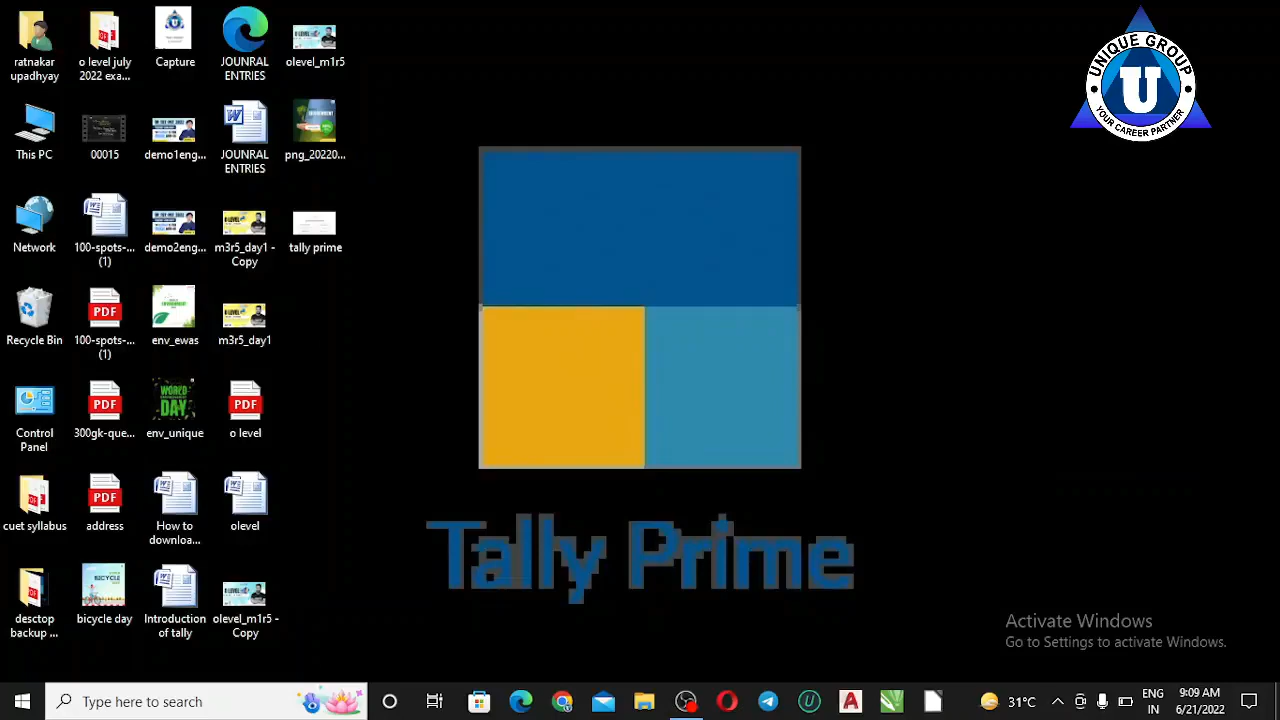 ratnakar
upadhyay
o level july
2022 exa...
Capture
JOUNRAL
ENTRIES
olevel_m1r5
UNIQUE GROUP
U
YOUR CAREER PARTNER
This PC
00015
demo1eng...
JOUNRAL
ENTRIES
png_20220...
Network
100-spots-...
(1)
demo2eng...
m3r5_day1 -
Copy
tally prime
Recycle Bin
PDF
100-spots-...
(1)
env_ewas
m3r5_day1
Control
Panel
PDF
300gk-que...
WORLD
DAY
env_unique
PDF
o level
cuet syllabus
PDF
address
How to
downloa...
olevel
desctop
backup ...
BICYCLE
bicycle day
Introduction
of tally
olevel_m1r5 -
Copy
Tally Prime
Activate Windows
Go to Settings to activate Windows.
Type here to search
31°C
ENG
IN
8:09 AM
6/21/2022